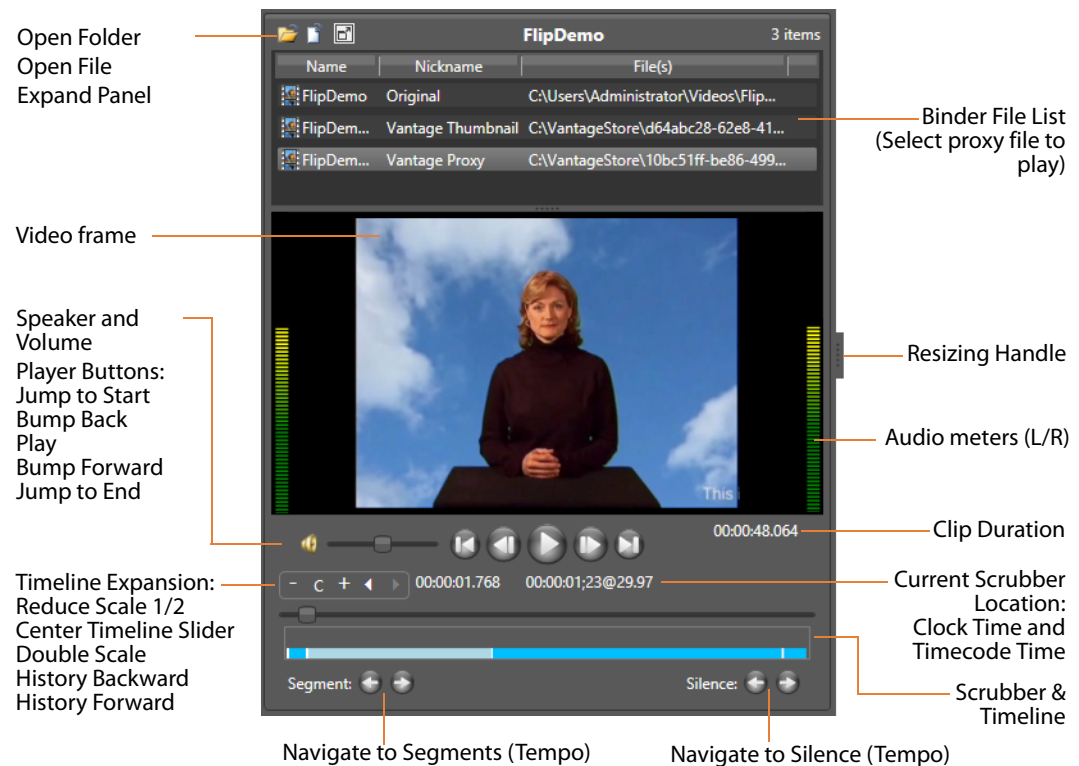 Open Folder
Open File
Expand Panel
FlipDemo
3 items
Name
Nickname
File(s)
FlipDemo
Original
C:\Users\Administrator\Videos\Flip...
FlipDem...
Vantage Thumbnail
C:\VantageStore\d64abc28-62e8-41...
FlipDem...
Vantage Proxy
C:\VantageStore\10bc51ff-be86-499...
Binder File List
(Select proxy file to
play)
Video frame
This
Speaker and
Volume
Player Buttons:
Jump to Start
Bump Back
Play
Bump Forward
Jump to End
Resizing Handle
Audio meters (L/R)
00:00:48.064
Clip Duration
Timeline Expansion:
Reduce Scale 1/2
Center Timeline Slider
Double Scale
History Backward
History Forward
- C +
00:00:01.768
00:00:01;23@29.97
Current Scrubber
Location:
Clock Time and
Timecode Time
Segment:
Silence:
Scrubber &
Timeline
Navigate to Segments (Tempo)
Navigate to Silence (Tempo)